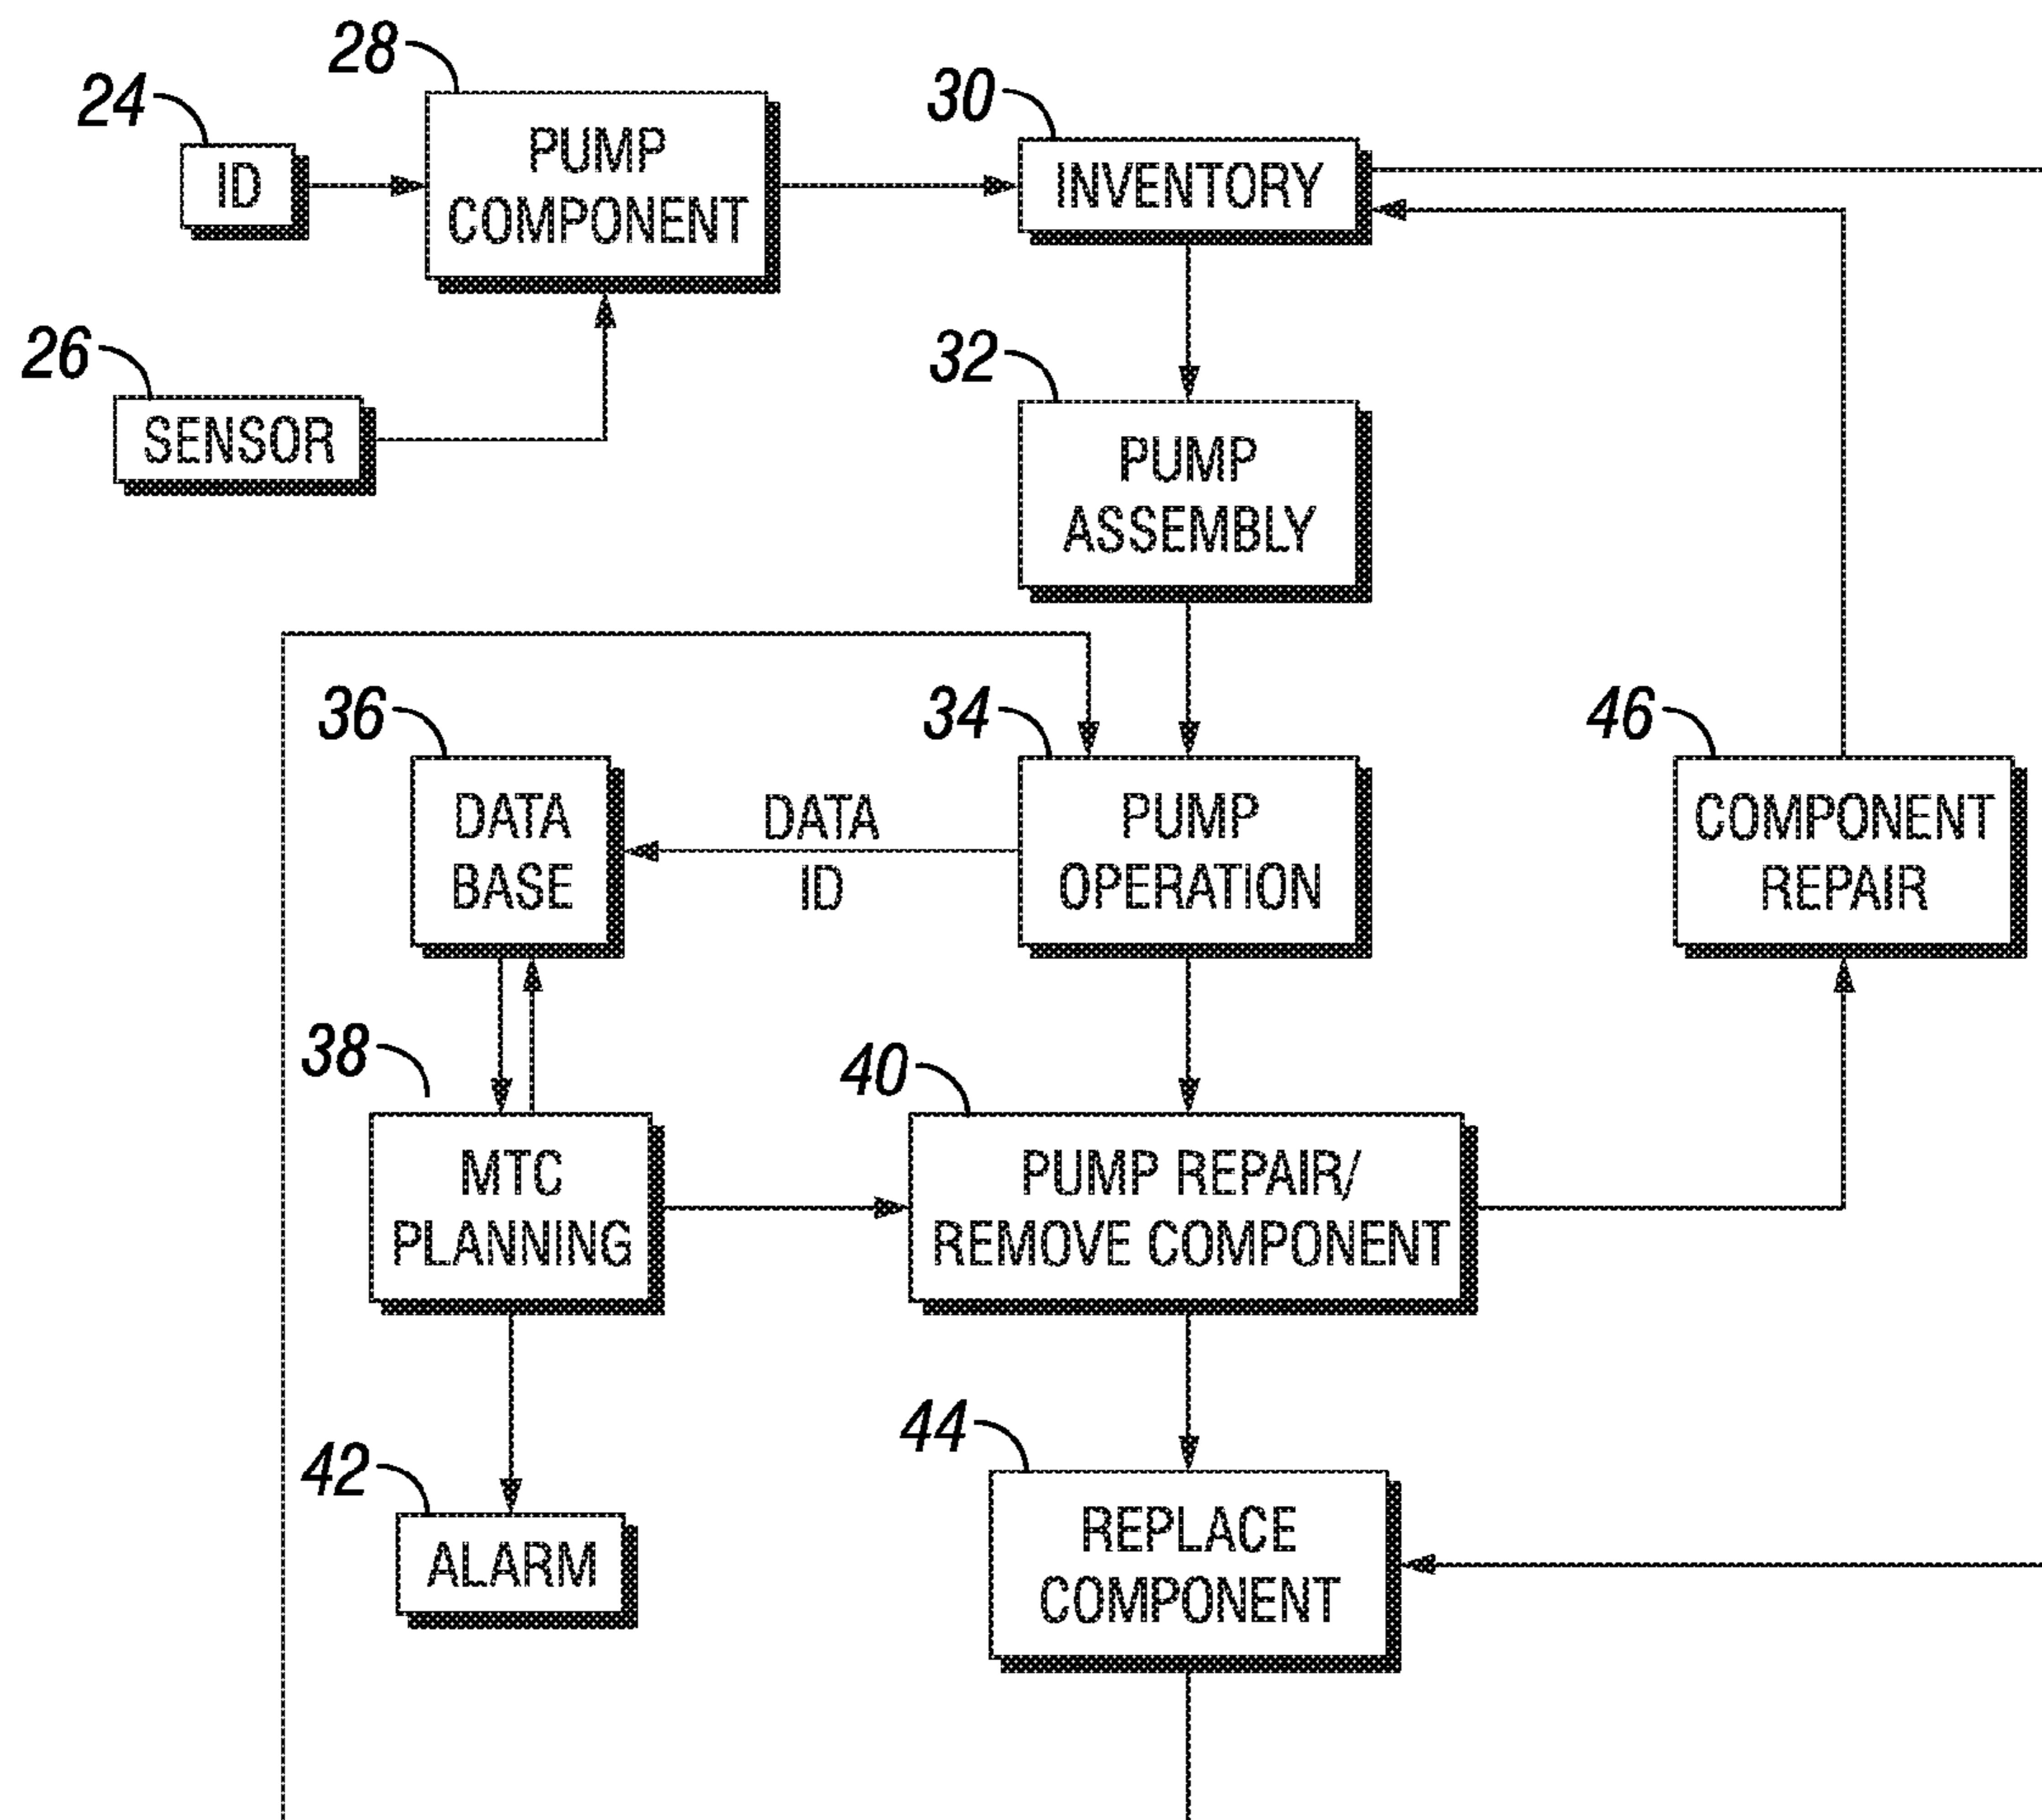 28
24
ID
PUMP
COMPONENT
30
INVENTORY
26
SENSOR
32
PUMP
ASSEMBLY
36
DATA
BASE
DATA
ID
34
PUMP
OPERATION
46
COMPONENT
REPAIR
38
MTC
PLANNING
40
PUMP REPAIR/
REMOVE COMPONENT
42
ALARM
44
REPLACE
COMPONENT